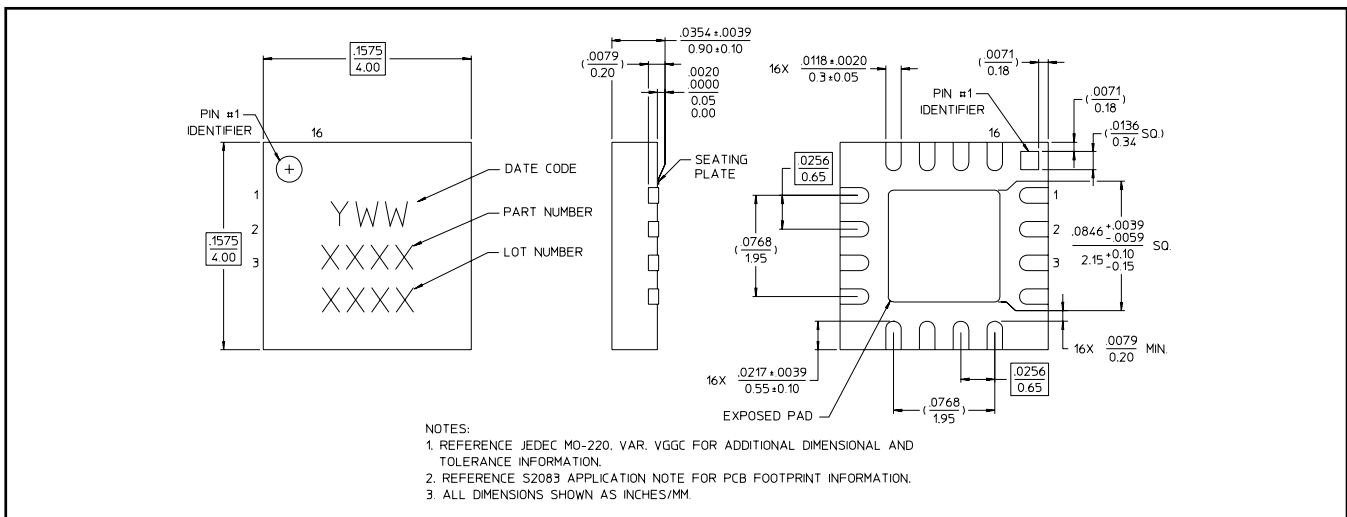 .1575
4.00
PIN #1
IDENTIFIER
16
1
2
3
.1575
4.00
YWW
XXXX
XXXX
DATE CODE
PART NUMBER
LOT NUMBER
.0354±.0039
0.90±0.10
(.0079
0.20)
.0020
.0000
0.05
0.00
SEATING
PLATE
16X .0118±.0020
0.3±0.05
(.0071
0.18)
PIN #1
IDENTIFIER
16
(.0071
0.18)
(.0136
0.34 SQ.)
.0256
0.65
(.0768
1.95)
1
2
3
.0846 +.0039
-.0059 SQ.
2.15 +0.10
-0.15
16X .0079 MIN.
0.20
16X .0217±.0039
0.55±0.10
.0256
0.65
(.0768
1.95)
EXPOSED PAD
NOTES:
1. REFERENCE JEDEC MO-220, VAR. VGGC FOR ADDITIONAL DIMENSIONAL AND
TOLERANCE INFORMATION.
2. REFERENCE S2083 APPLICATION NOTE FOR PCB FOOTPRINT INFORMATION.
3. ALL DIMENSIONS SHOWN AS INCHES/MM.